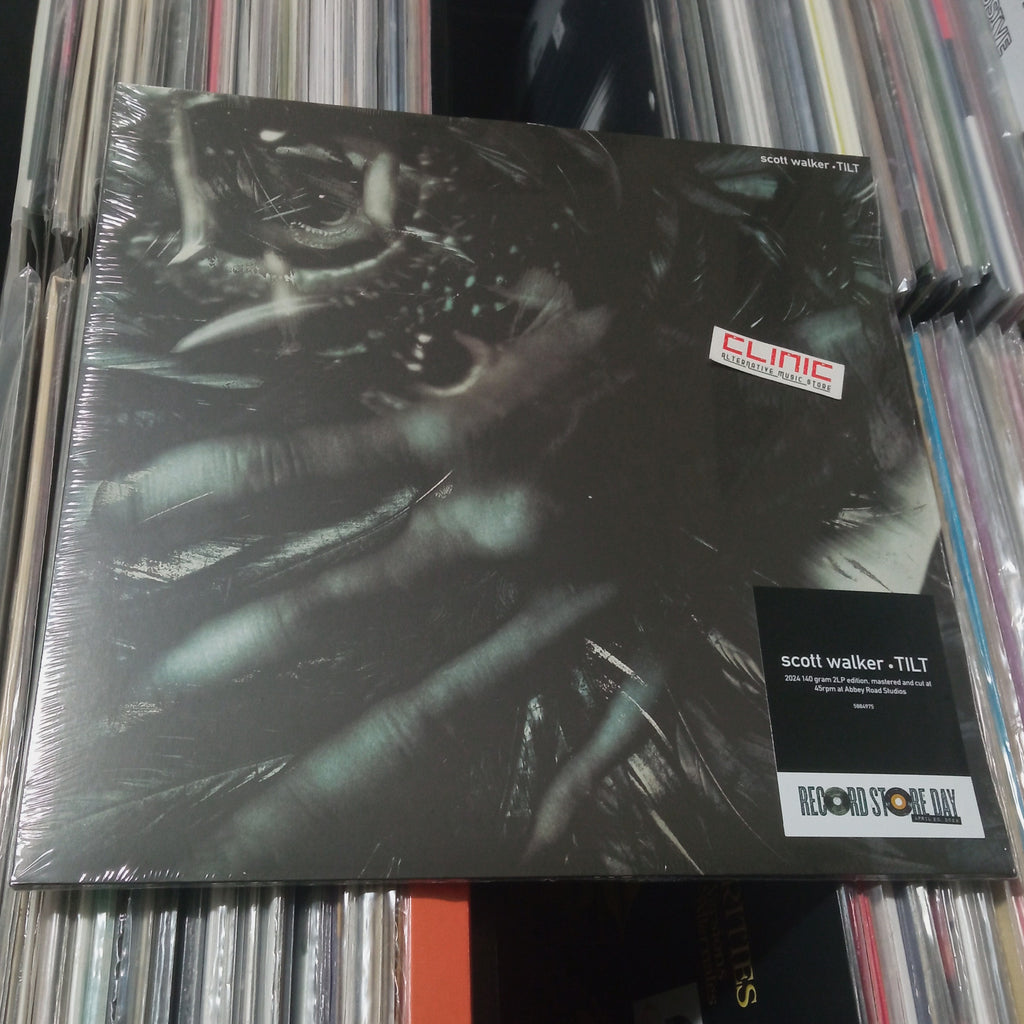 scott walker • TILT
CLINIC
ALTERNATIVE MUSIC STORE
scott walker • TILT
2024 140 gram 2LP edition, mastered and cut at
45rpm at Abbey Road Studios
5884975
RECORD STORE DAY